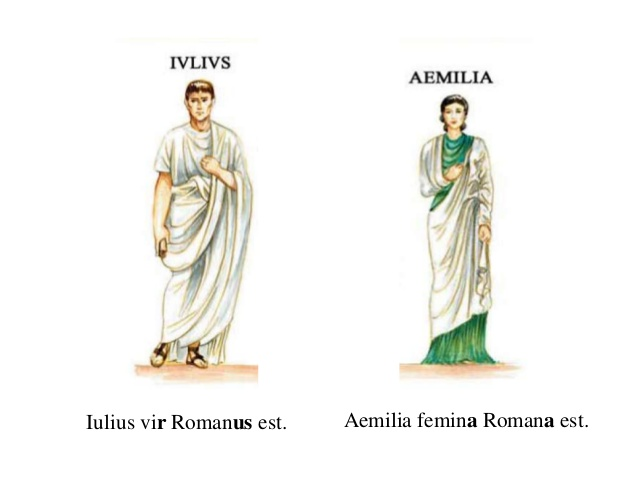 IVLIVS
AEMILIA
Iulius vir Romanus est.
Aemilia femina Romana est.